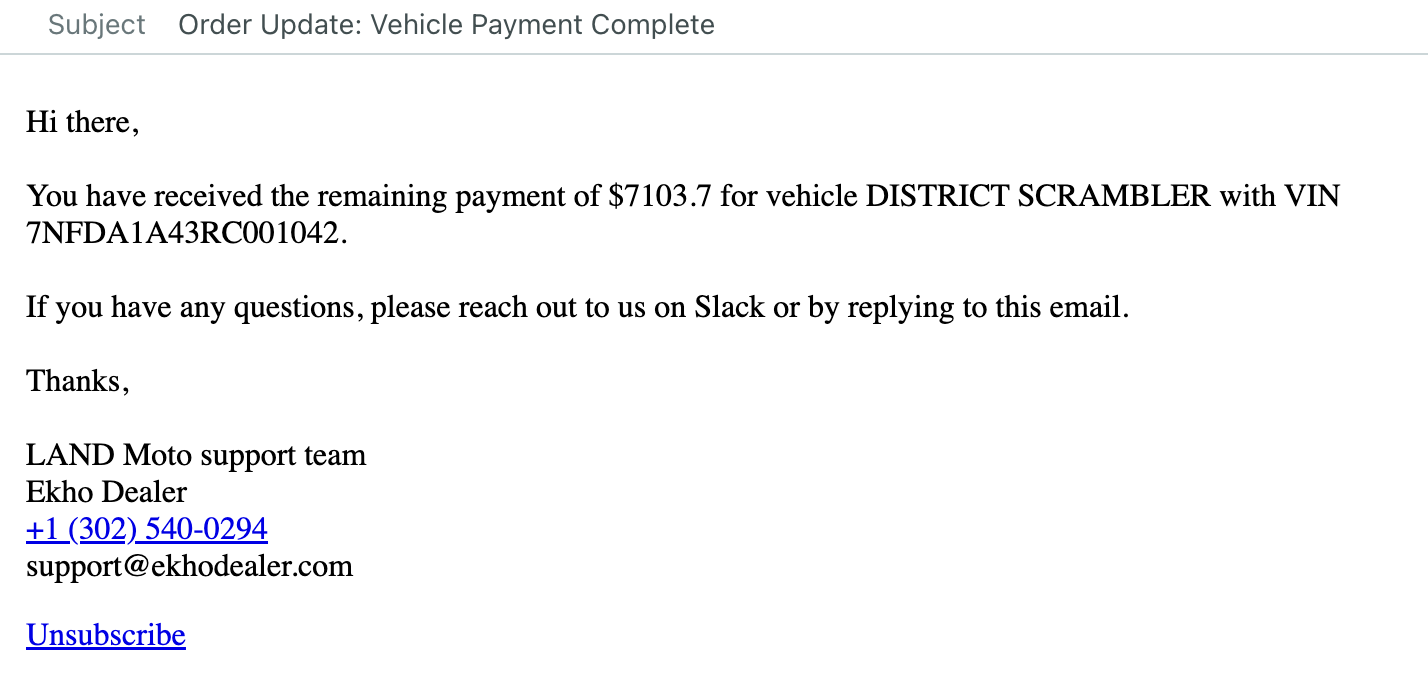 Subject Order Update: Vehicle Payment Complete
Hi there,
You have received the remaining payment of $7103.7 for vehicle DISTRICT SCRAMBLER with VIN
7NFDA1A43RC001042.
If you have any questions, please reach out to us on Slack or by replying to this email.
Thanks,
LAND Moto support team
Ekho Dealer
+1 (302) 540-0294
support@ekhodealer.com
Unsubscribe